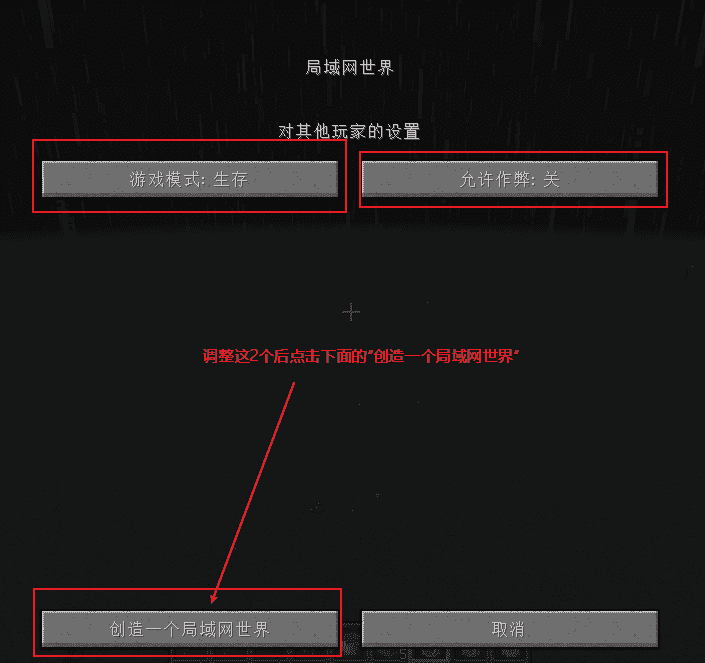 局域网世界
对其他玩家的设置
游戏模式: 生存
允许作弊: 关
调整这2个后点击下面的"创造一个局域网世界"
创造一个局域网世界
取消
5